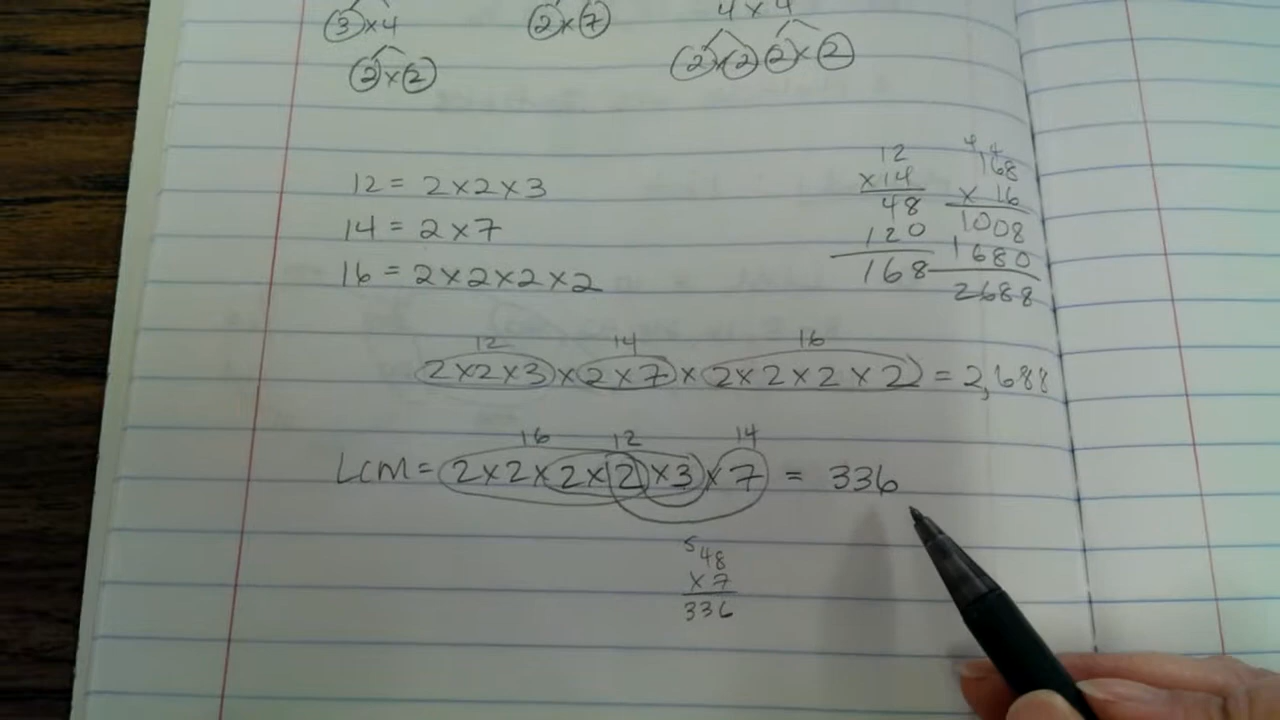 3 × 4 2 × 7 4 × 4
2 × 2 2 × 2 2 × 2
12 = 2 × 2 × 3
14 = 2 × 7
16 = 2 × 2 × 2 × 2
12
× 14
48
120
168
4 4
168
× 16
1008
1680
2688
12 14 16
2 × 2 × 3 × 2 × 7 × 2 × 2 × 2 × 2 = 2,688
16 12 14
LCM = 2 × 2 × 2 × 2 × 3 × 7 = 336
5
48
× 7
336